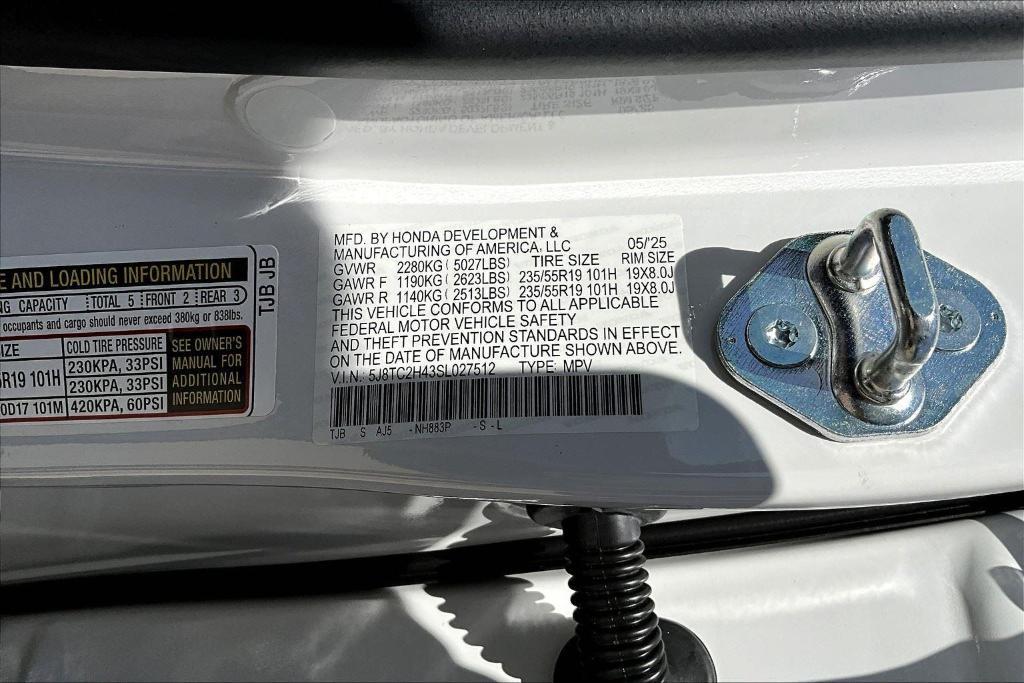 E AND LOADING INFORMATION
NG CAPACITY TOTAL 5 FRONT 2 REAR 3
occupants and cargo should never exceed 380kg or 838lbs.
IZE COLD TIRE PRESSURE SEE OWNER'S
MANUAL FOR
ADDITIONAL
INFORMATION
5R19 101H 230KPA, 33PSI
230KPA, 33PSI
0D17 101M 420KPA, 60PSI
TJB JB
MFD. BY HONDA DEVELOPMENT &
MANUFACTURING OF AMERICA, LLC 05/'25
GVWR 2280KG ( 5027LBS) TIRE SIZE RIM SIZE
GAWR F 1190KG ( 2623LBS) 235/55R19 101H 19X8.0J
GAWR R 1140KG ( 2513LBS) 235/55R19 101H 19X8.0J
THIS VEHICLE CONFORMS TO ALL APPLICABLE
FEDERAL MOTOR VEHICLE SAFETY
AND THEFT PREVENTION STANDARDS IN EFFECT
ON THE DATE OF MANUFACTURE SHOWN ABOVE.
V.I.N. 5J8TC2H43SL027512 TYPE: MPV
TJB S AJ5 -NH883P -S -L